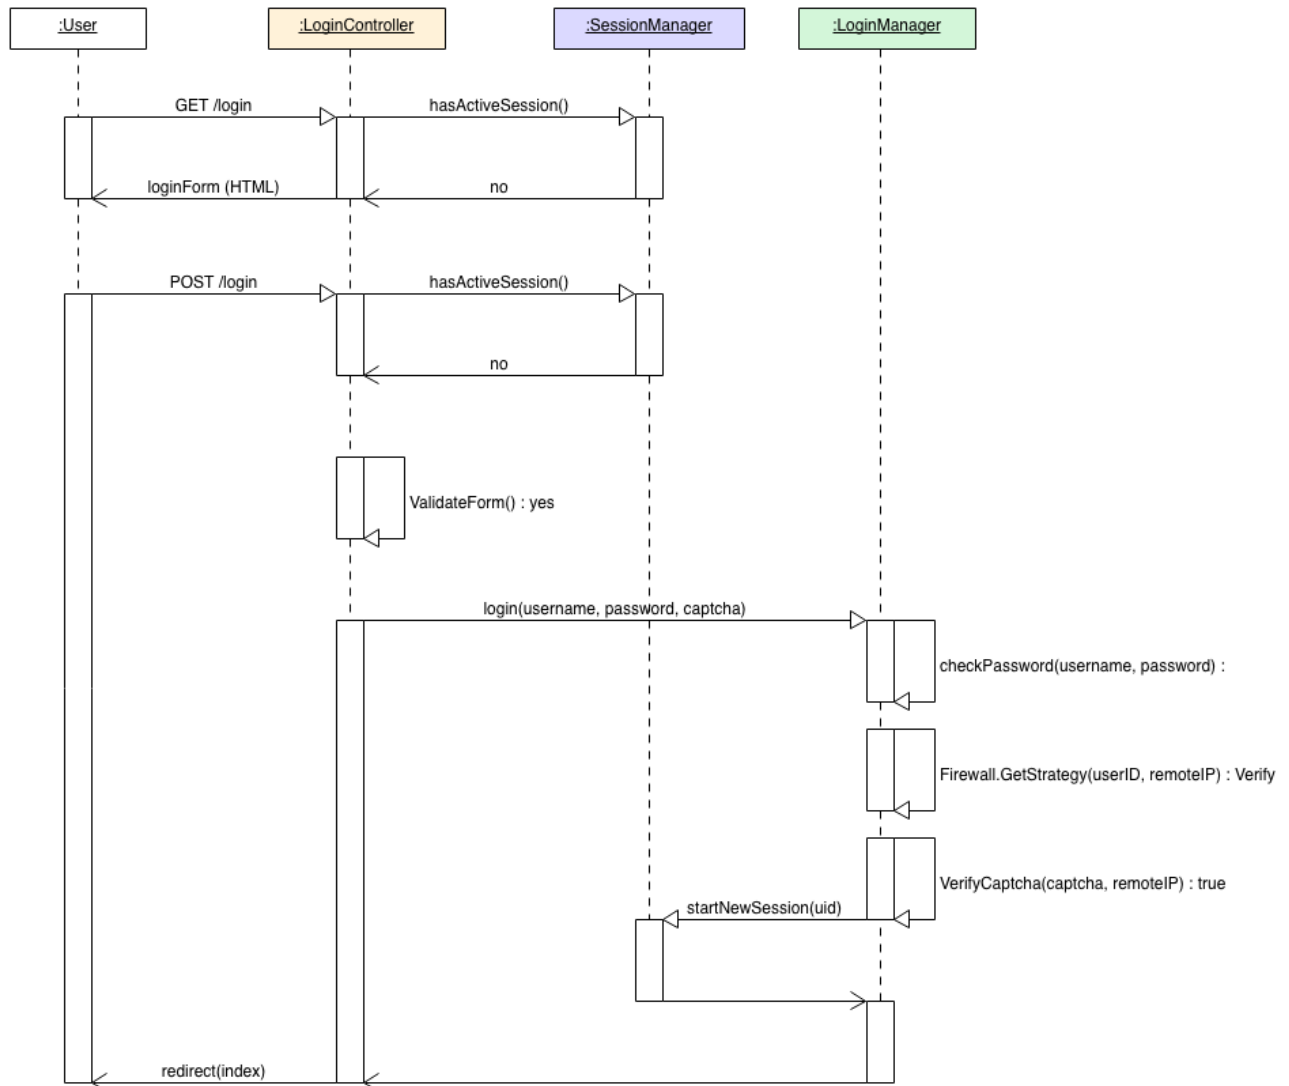 :User
:LoginController
:SessionManager
:LoginManager
GET /login
hasActiveSession()
loginForm (HTML)
no
POST /login
hasActiveSession()
no
ValidateForm() : yes
login(username, password, captcha)
checkPassword(username, password) :
Firewall.GetStrategy(userID, remoteIP) : Verify
VerifyCaptcha(captcha, remoteIP) : true
startNewSession(uid)
redirect(index)